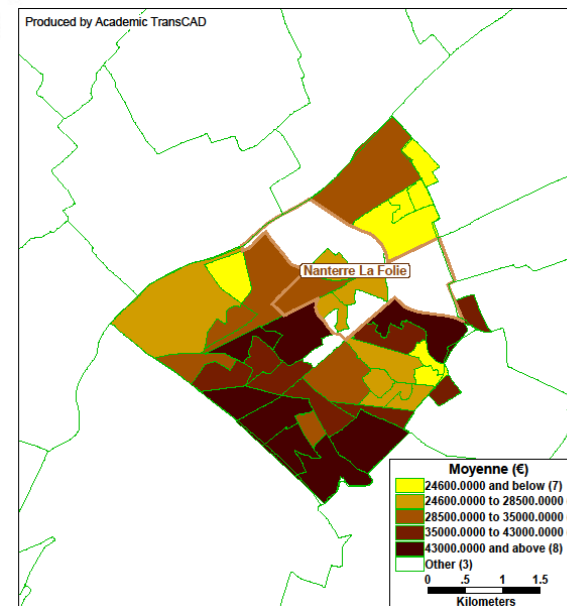 Produced by Academic TransCAD
Nanterre La Folie
Moyenne (€)
24600.0000 and below (7)
24600.0000 to 28500.0000
28500.0000 to 35000.0000
35000.0000 to 43000.0000
43000.0000 and above (8)
Other (3)
0 .5 1 1.5
Kilometers